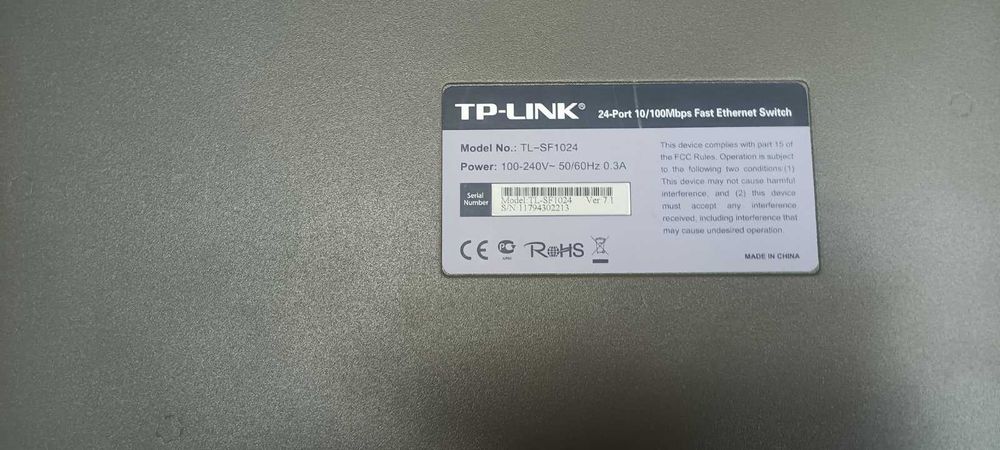 TP-LINK® 24-Port 10/100Mbps Fast Ethernet Switch
Model No.: TL-SF1024
Power: 100-240V~ 50/60Hz 0.3A
Serial Number
Model TL-SF1024 Ver 7.1
S/N 11794302213
CE RoHS
This device complies with part 15 of
the FCC Rules. Operation is subject
to the following two conditions:(1)
This device may not cause harmful
interference, and (2) this device
must accept any interference
received, including interference that
may cause undesired operation.
MADE IN CHINA